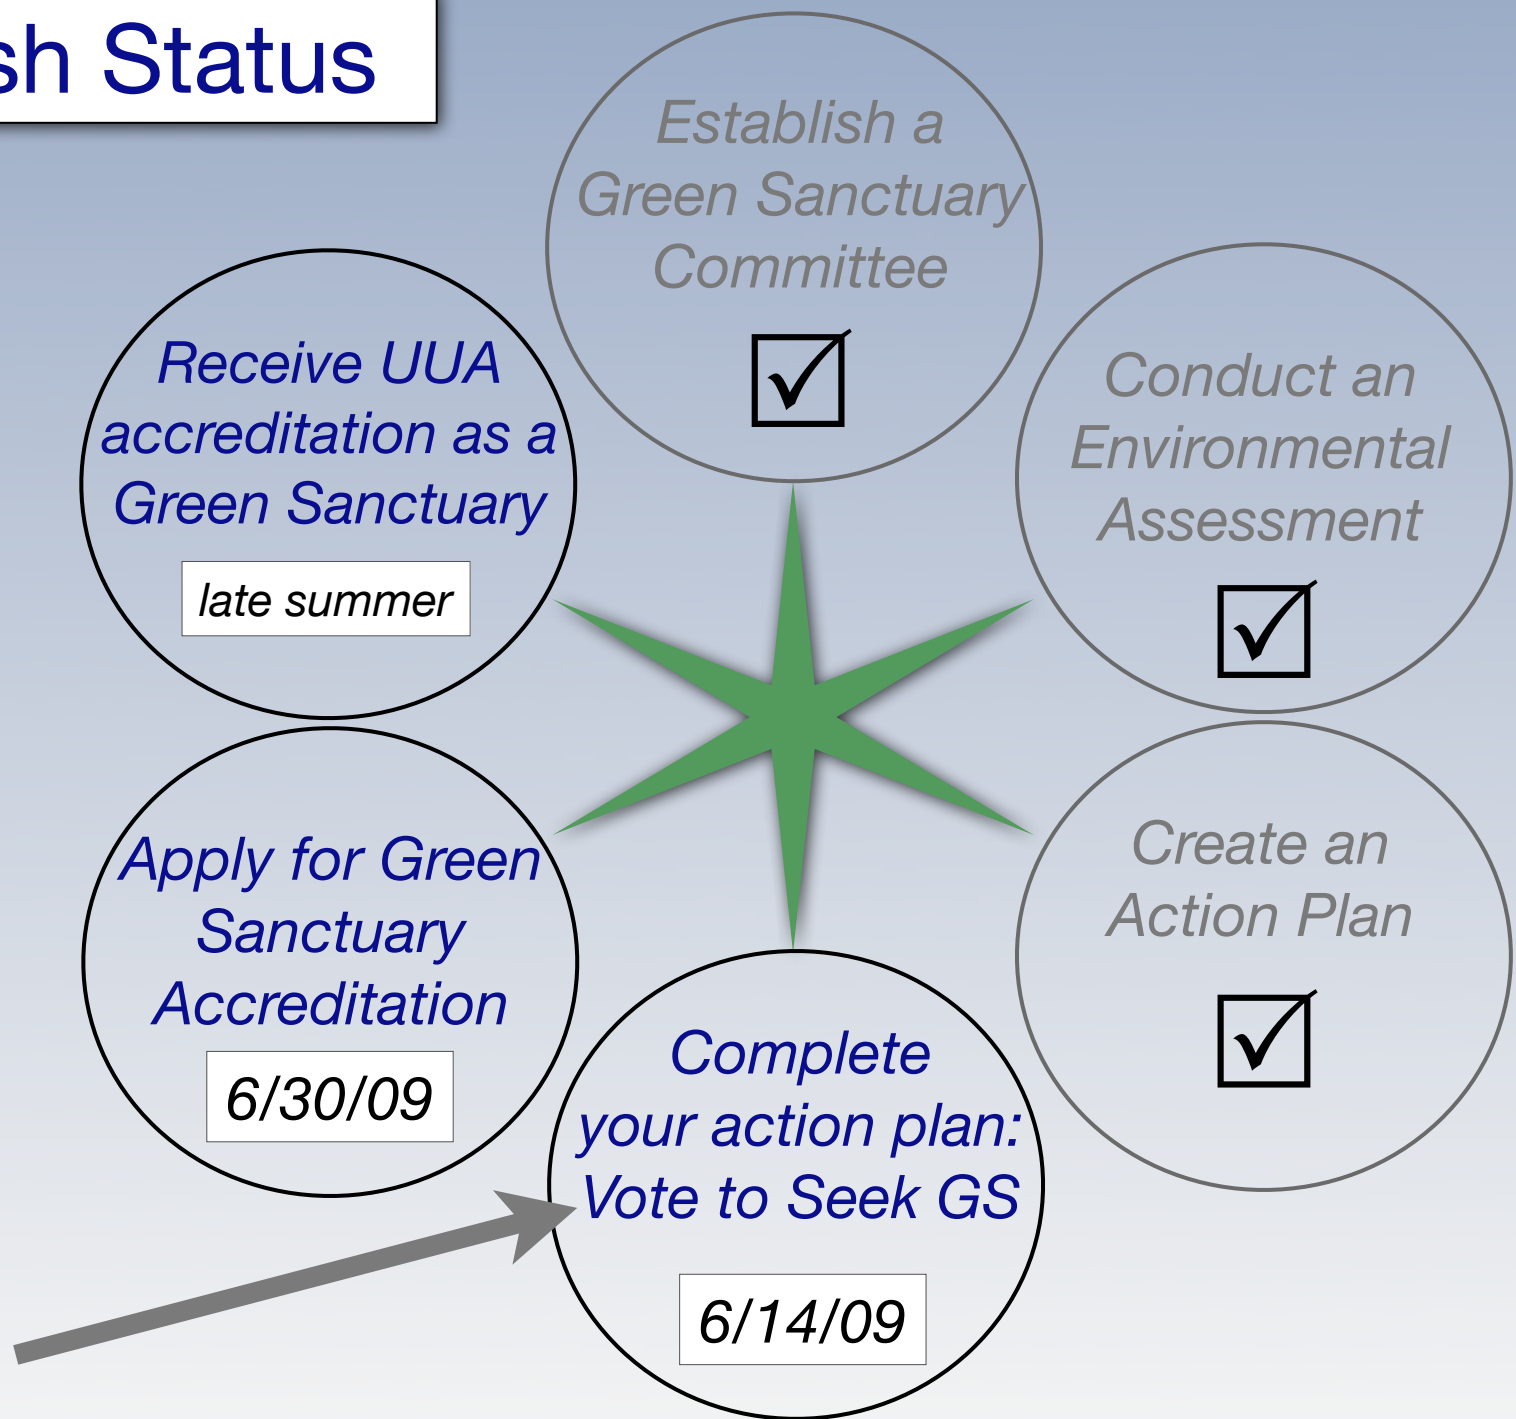 sh Status
Establish a
Green Sanctuary
Committee
Conduct an
Environmental
Assessment
Create an
Action Plan
Complete
your action plan:
Vote to Seek GS
6/14/09
Apply for Green
Sanctuary
Accreditation
6/30/09
Receive UUA
accreditation as a
Green Sanctuary
late summer